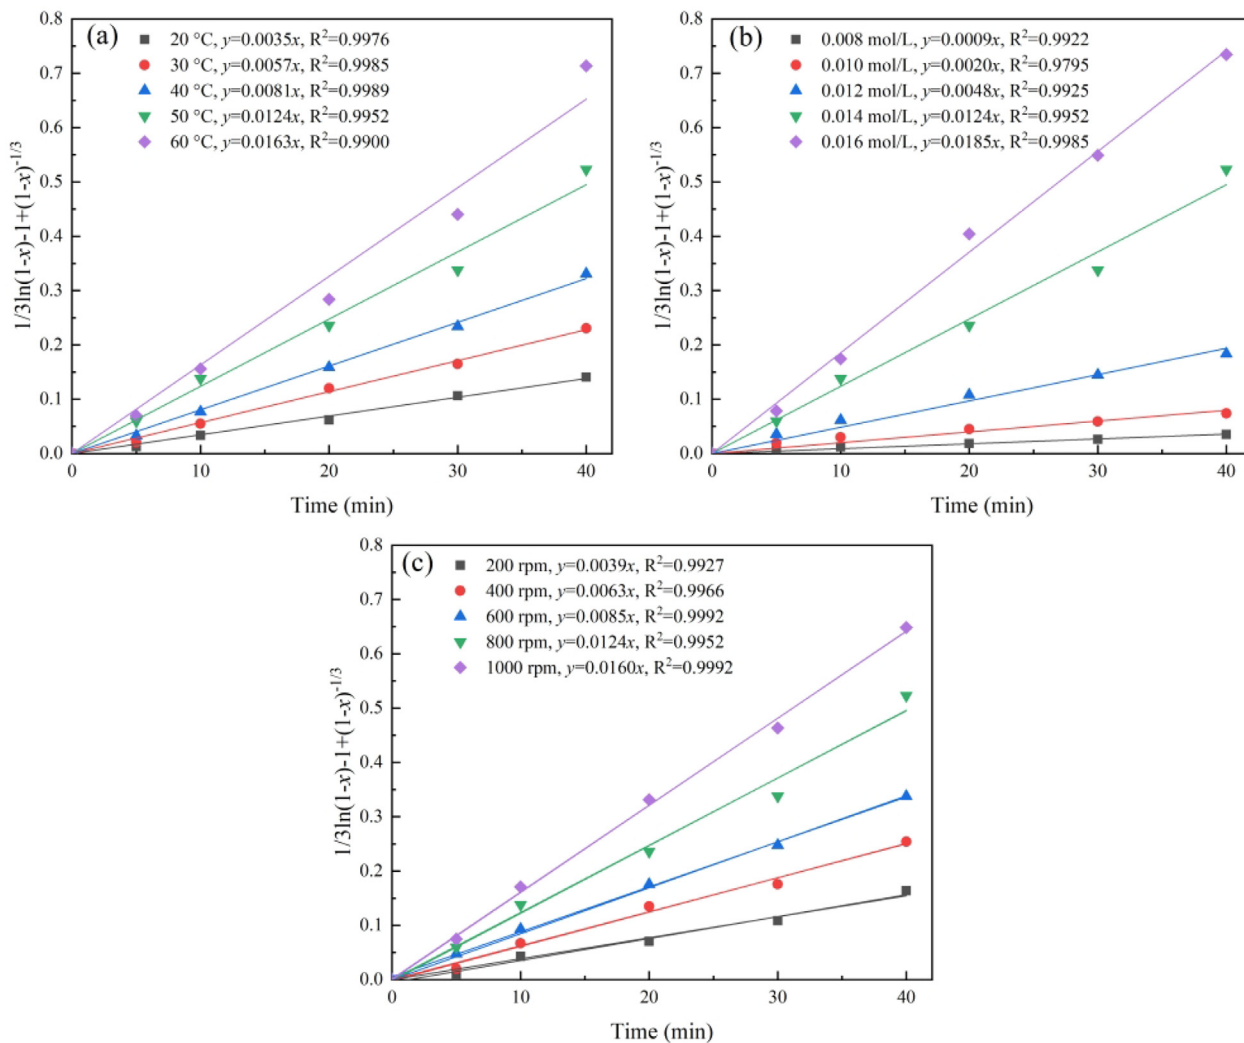 (a)
20 °C, y=0.0035x, R²=0.9976
30 °C, y=0.0057x, R²=0.9985
40 °C, y=0.0081x, R²=0.9989
50 °C, y=0.0124x, R²=0.9952
60 °C, y=0.0163x, R²=0.9900
1/3ln(1-x)-1+(1-x)^-1/3
0.8
0.7
0.6
0.5
0.4
0.3
0.2
0.1
0.0
0 10 20 30 40
Time (min)
(b)
0.008 mol/L, y=0.0009x, R²=0.9922
0.010 mol/L, y=0.0020x, R²=0.9795
0.012 mol/L, y=0.0048x, R²=0.9925
0.014 mol/L, y=0.0124x, R²=0.9952
0.016 mol/L, y=0.0185x, R²=0.9985
1/3ln(1-x)-1+(1-x)^-1/3
0.8
0.7
0.6
0.5
0.4
0.3
0.2
0.1
0.0
0 10 20 30 40
Time (min)
(c)
200 rpm, y=0.0039x, R²=0.9927
400 rpm, y=0.0063x, R²=0.9966
600 rpm, y=0.0085x, R²=0.9992
800 rpm, y=0.0124x, R²=0.9952
1000 rpm, y=0.0160x, R²=0.9992
1/3ln(1-x)-1+(1-x)^-1/3
0.8
0.7
0.6
0.5
0.4
0.3
0.2
0.1
0.0
0 10 20 30 40
Time (min)